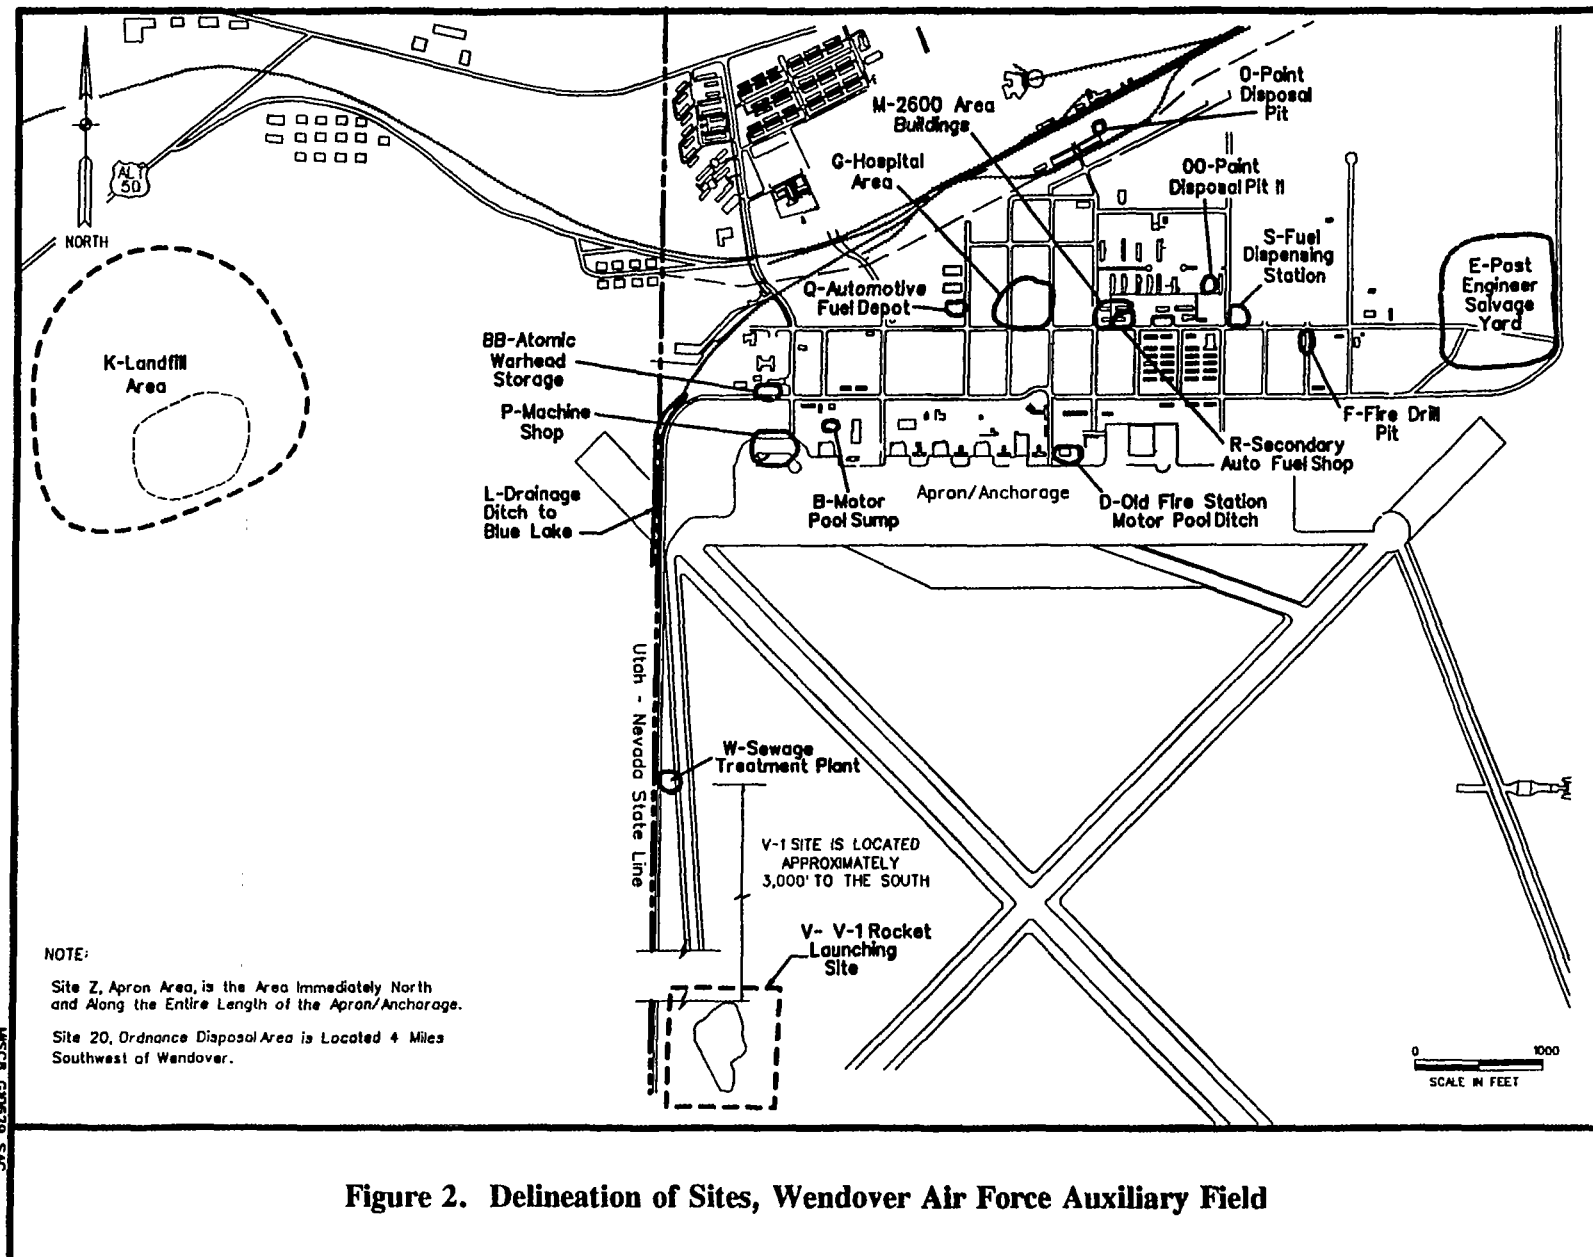 O-Paint
Disposal
Pit
M-2600 Area
Buildings
G-Hospital
Area
OO-Paint
Disposal Pit II
ALT
50
NORTH
S-Fuel
Dispensing
Station
E-Post
Engineer
Salvage
Yard
Q-Automotive
Fuel Depot
K-Landfill
Area
BB-Atomic
Warhead
Storage
P-Machine
Shop
F-Fire Drill
Pit
R-Secondary
Auto Fuel Shop
L-Drainage
Ditch to
Blue Lake
B-Motor
Pool Sump
Apron/Anchorage
D-Old Fire Station
Motor Pool Ditch
Utah - Nevada State Line
W-Sewage
Treatment Plant
V-1 SITE IS LOCATED
APPROXIMATELY
3,000' TO THE SOUTH
V- V-1 Rocket
Launching
Site
NOTE:
Site Z, Apron Area, is the Area Immediately North
and Along the Entire Length of the Apron/Anchorage.
Site 20, Ordnance Disposal Area is Located 4 Miles
Southwest of Wendover.
0 1000
SCALE IN FEET
Figure 2. Delineation of Sites, Wendover Air Force Auxiliary Field